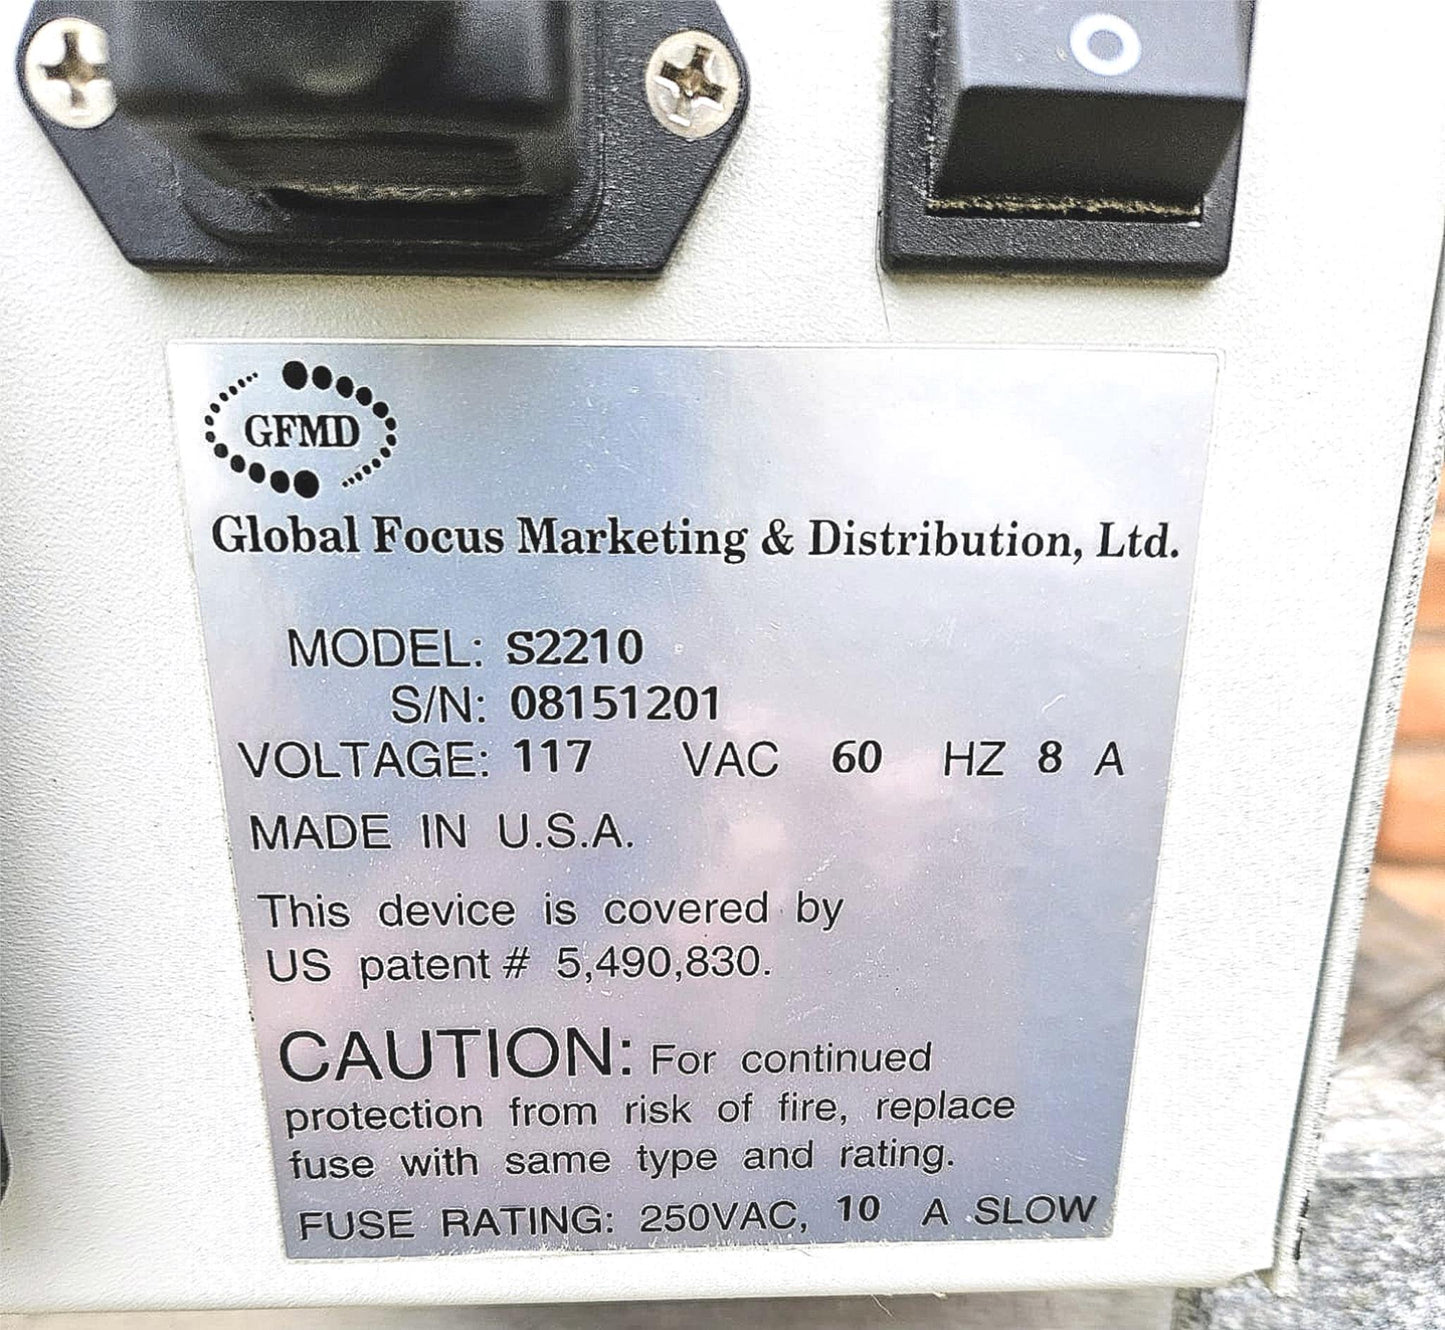 O
GFMD
Global Focus Marketing & Distribution, Ltd.
MODEL: S2210
S/N: 08151201
VOLTAGE: 117 VAC 60 HZ 8 A
MADE IN U.S.A.
This device is covered by
US patent # 5,490,830.
CAUTION: For continued
protection from risk of fire, replace
fuse with same type and rating.
FUSE RATING: 250VAC, 10 A SLOW